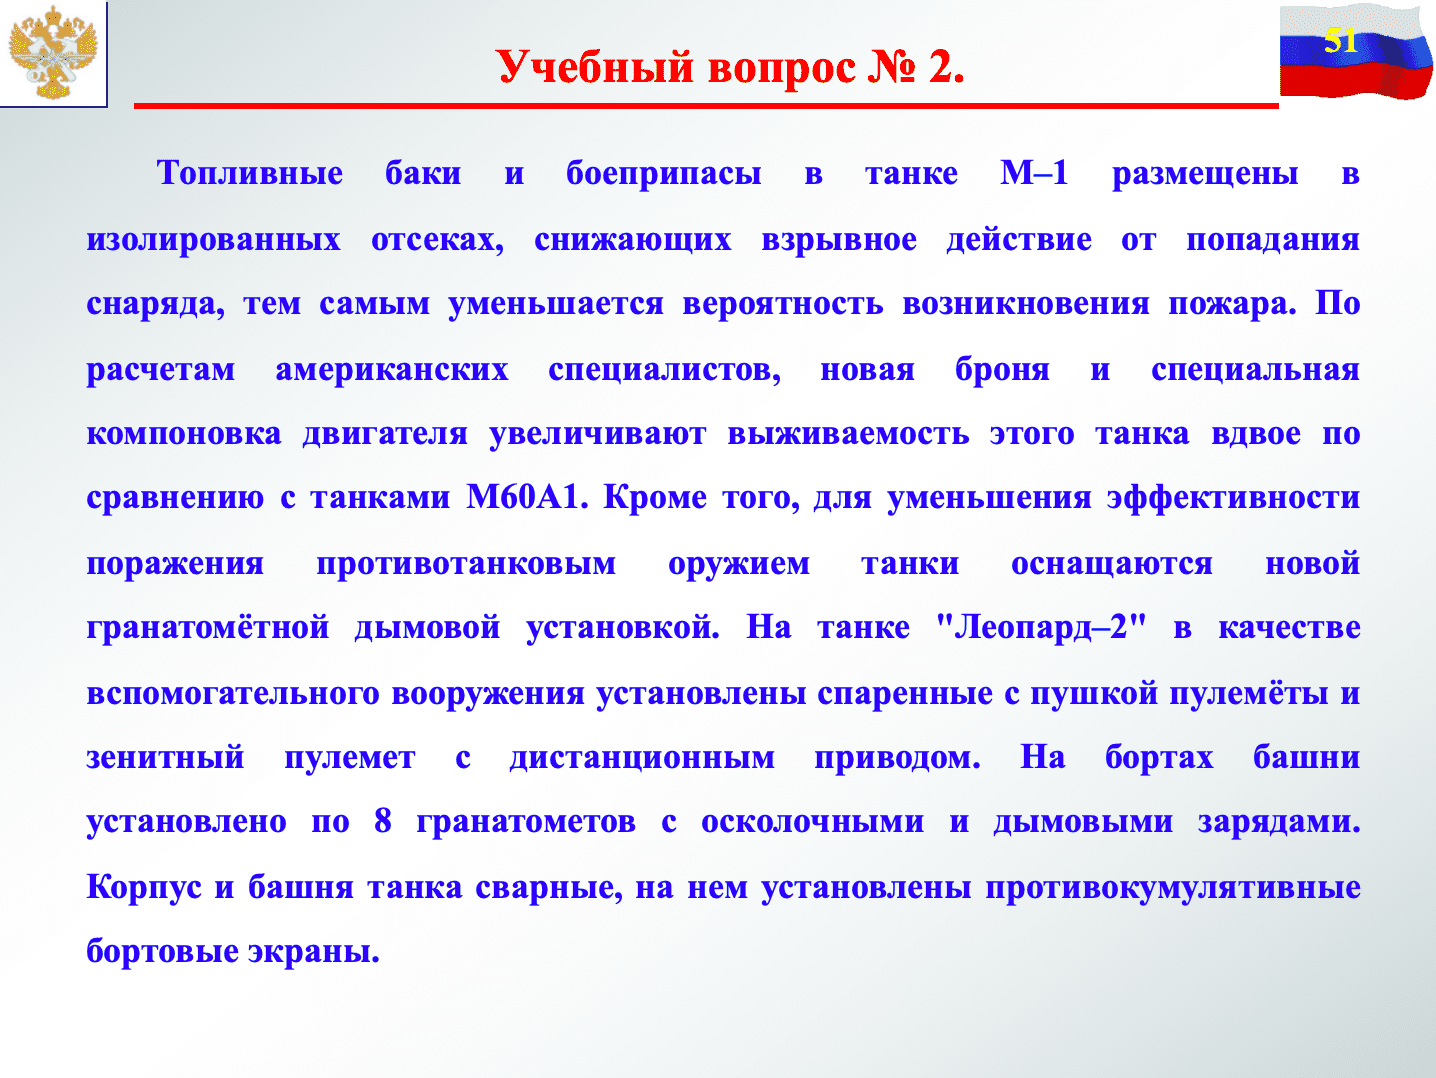 51
Учебный вопрос № 2.
Топливные баки и боеприпасы в танке М–1 размещены в
изолированных отсеках, снижающих взрывное действие от попадания
снаряда, тем самым уменьшается вероятность возникновения пожара. По
расчетам американских специалистов, новая броня и специальная
компоновка двигателя увеличивают выживаемость этого танка вдвое по
сравнению с танками М60А1. Кроме того, для уменьшения эффективности
поражения противотанковым оружием танки оснащаются новой
гранатомётной дымовой установкой. На танке "Леопард–2" в качестве
вспомогательного вооружения установлены спаренные с пушкой пулемёты и
зенитный пулемет с дистанционным приводом. На бортах башни
установлено по 8 гранатометов с осколочными и дымовыми зарядами.
Корпус и башня танка сварные, на нем установлены противокумулятивные
бортовые экраны.